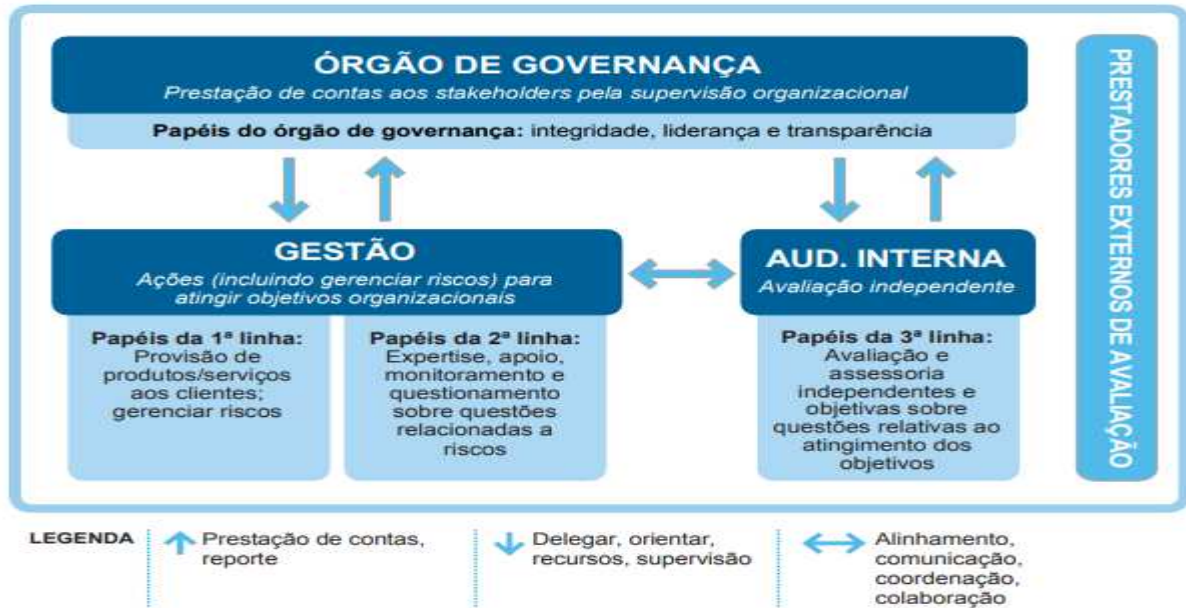 ÓRGÃO DE GOVERNANÇA
Prestação de contas aos stakeholders pela supervisão organizacional
Papéis do órgão de governança: integridade, liderança e transparência
GESTÃO
Ações (incluindo gerenciar riscos) para
atingir objetivos organizacionais
Papéis da 1ª linha:
Provisão de
produtos/serviços
aos clientes;
gerenciar riscos
Papéis da 2ª linha:
Expertise, apoio,
monitoramento e
questionamento
sobre questões
relacionadas a
riscos
AUD. INTERNA
Avaliação independente
Papéis da 3ª linha:
Avaliação e
assessoria
independentes e
objetivas sobre
questões relativas ao
atingimento dos
objetivos
PRESTADORES EXTERNOS DE AVALIAÇÃO
LEGENDA
Prestação de contas,
reporte
Delegar, orientar,
recursos, supervisão
Alinhamento,
comunicação,
coordenação,
colaboração